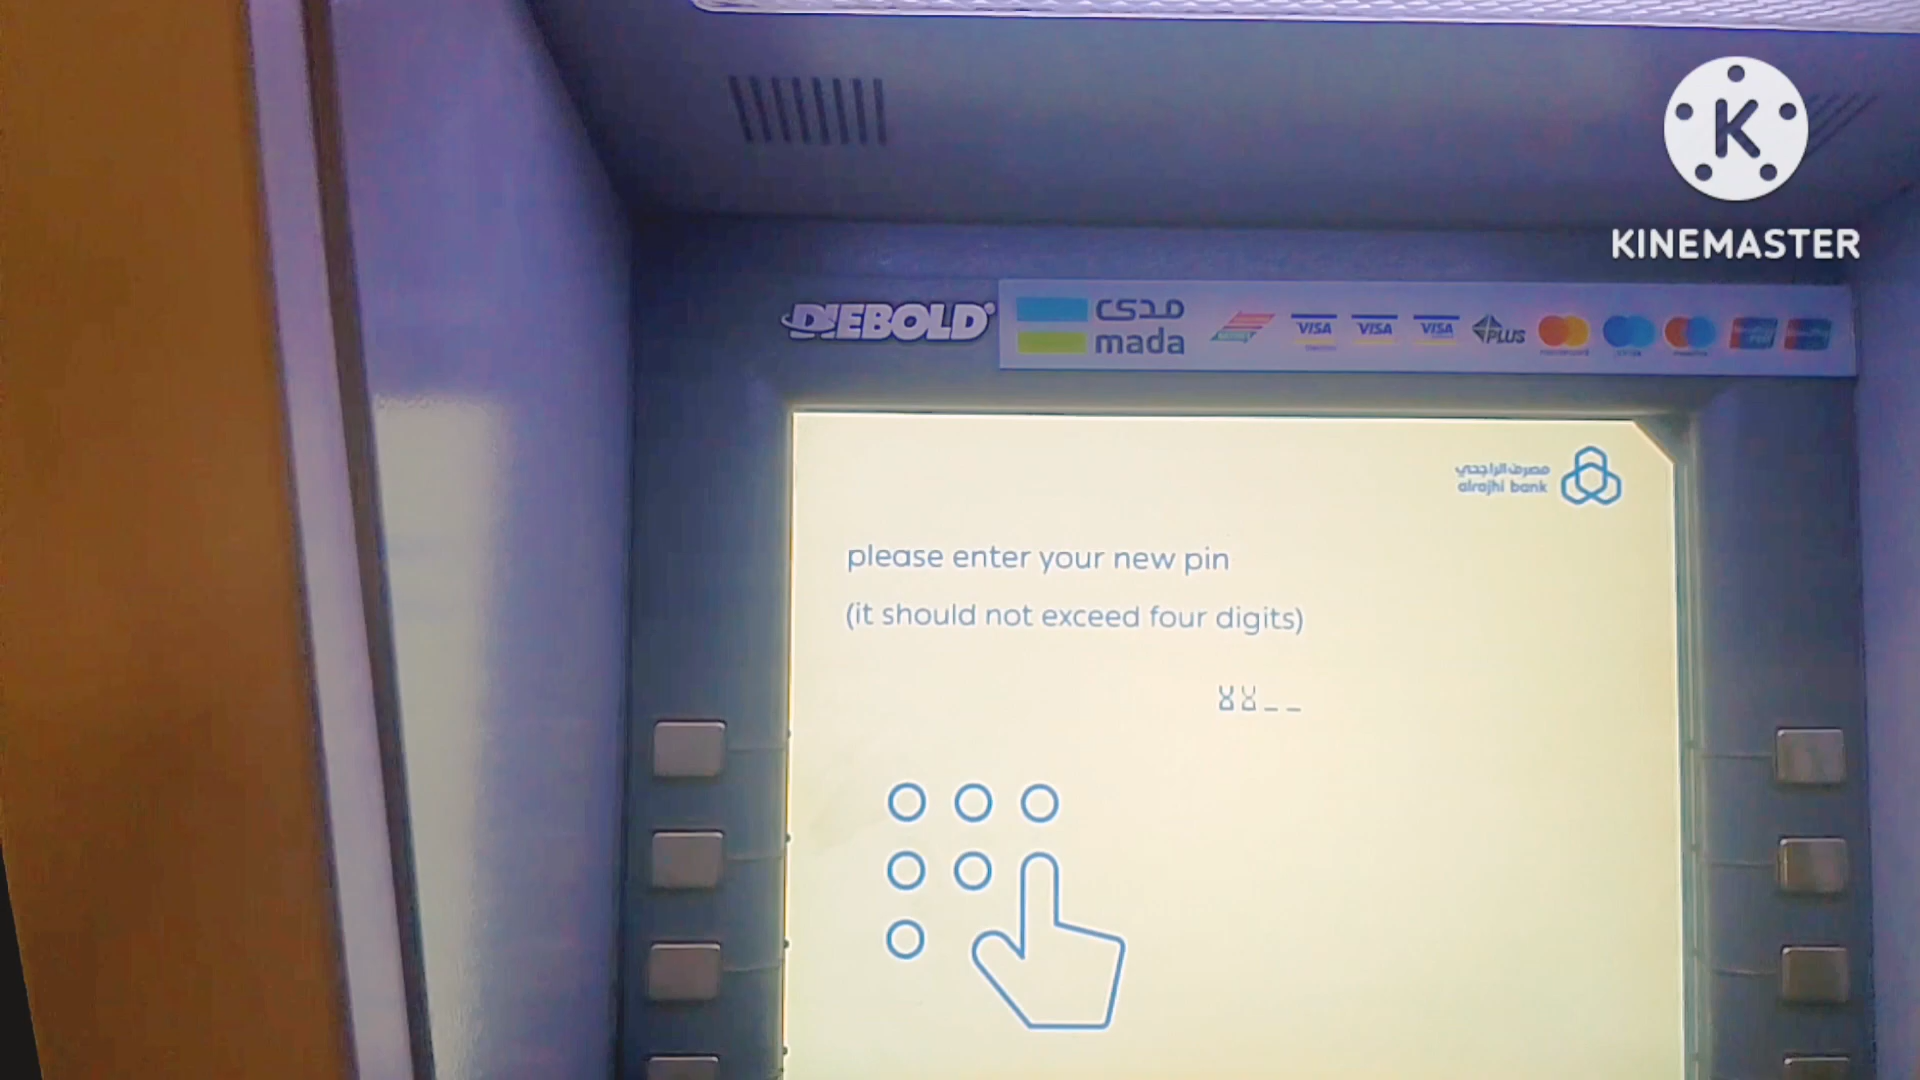 K
KINEMASTER
DIEBOLD
مدى
mada
VISA VISA VISA PLUS
مصرف الراجحي
alrajhi bank
please enter your new pin
(it should not exceed four digits)